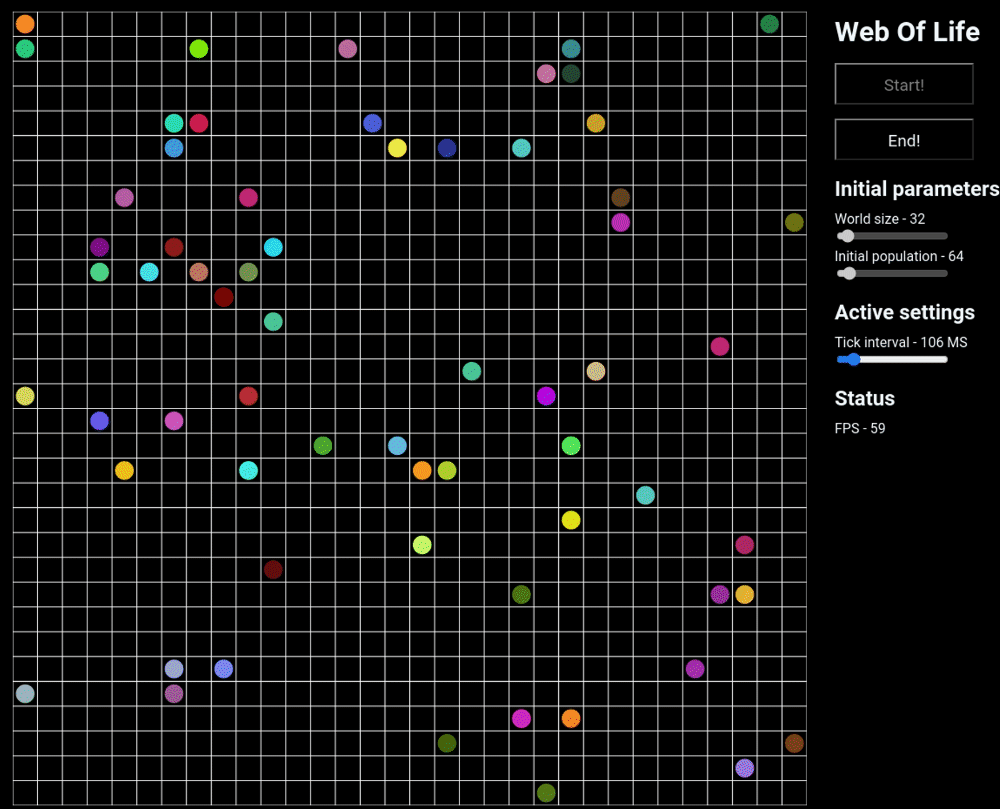 Web Of Life
Start!
End!
Initial parameters
World size - 32
Initial population - 64
Active settings
Tick interval - 106 MS
Status
FPS - 59